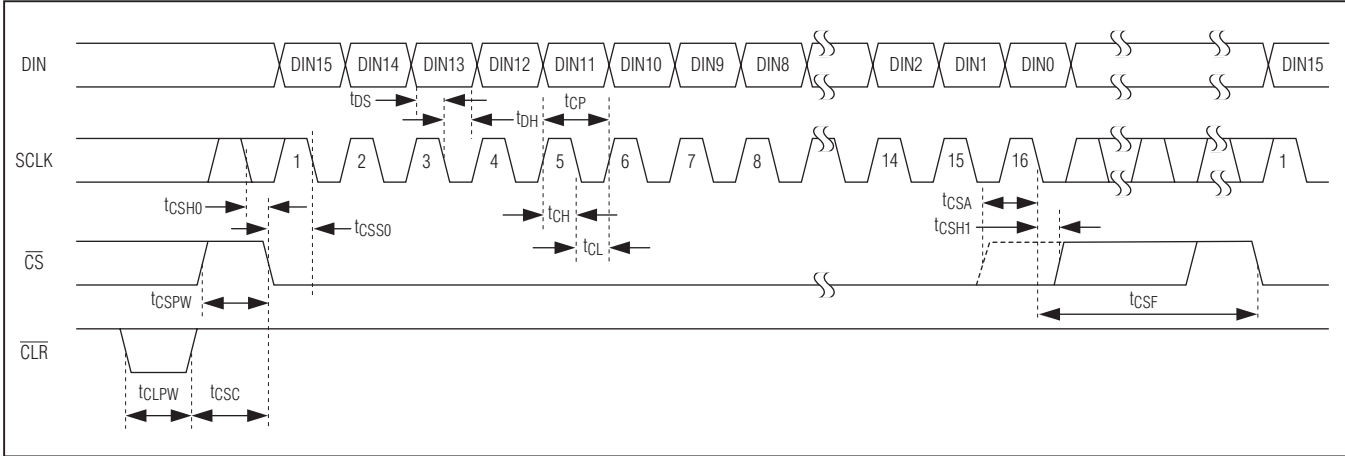 DIN
DIN15 DIN14 DIN13 DIN12 DIN11 DIN10 DIN9 DIN8 DIN2 DIN1 DIN0 DIN15
tDS
tCP
tDH
SCLK
1 2 3 4 5 6 7 8 14 15 16 1
tCSH0
tCSS0
tCH
tCL
tCSA
tCSH1
CS
tCSPW
tCSF
CLR
tCLPW
tCSC